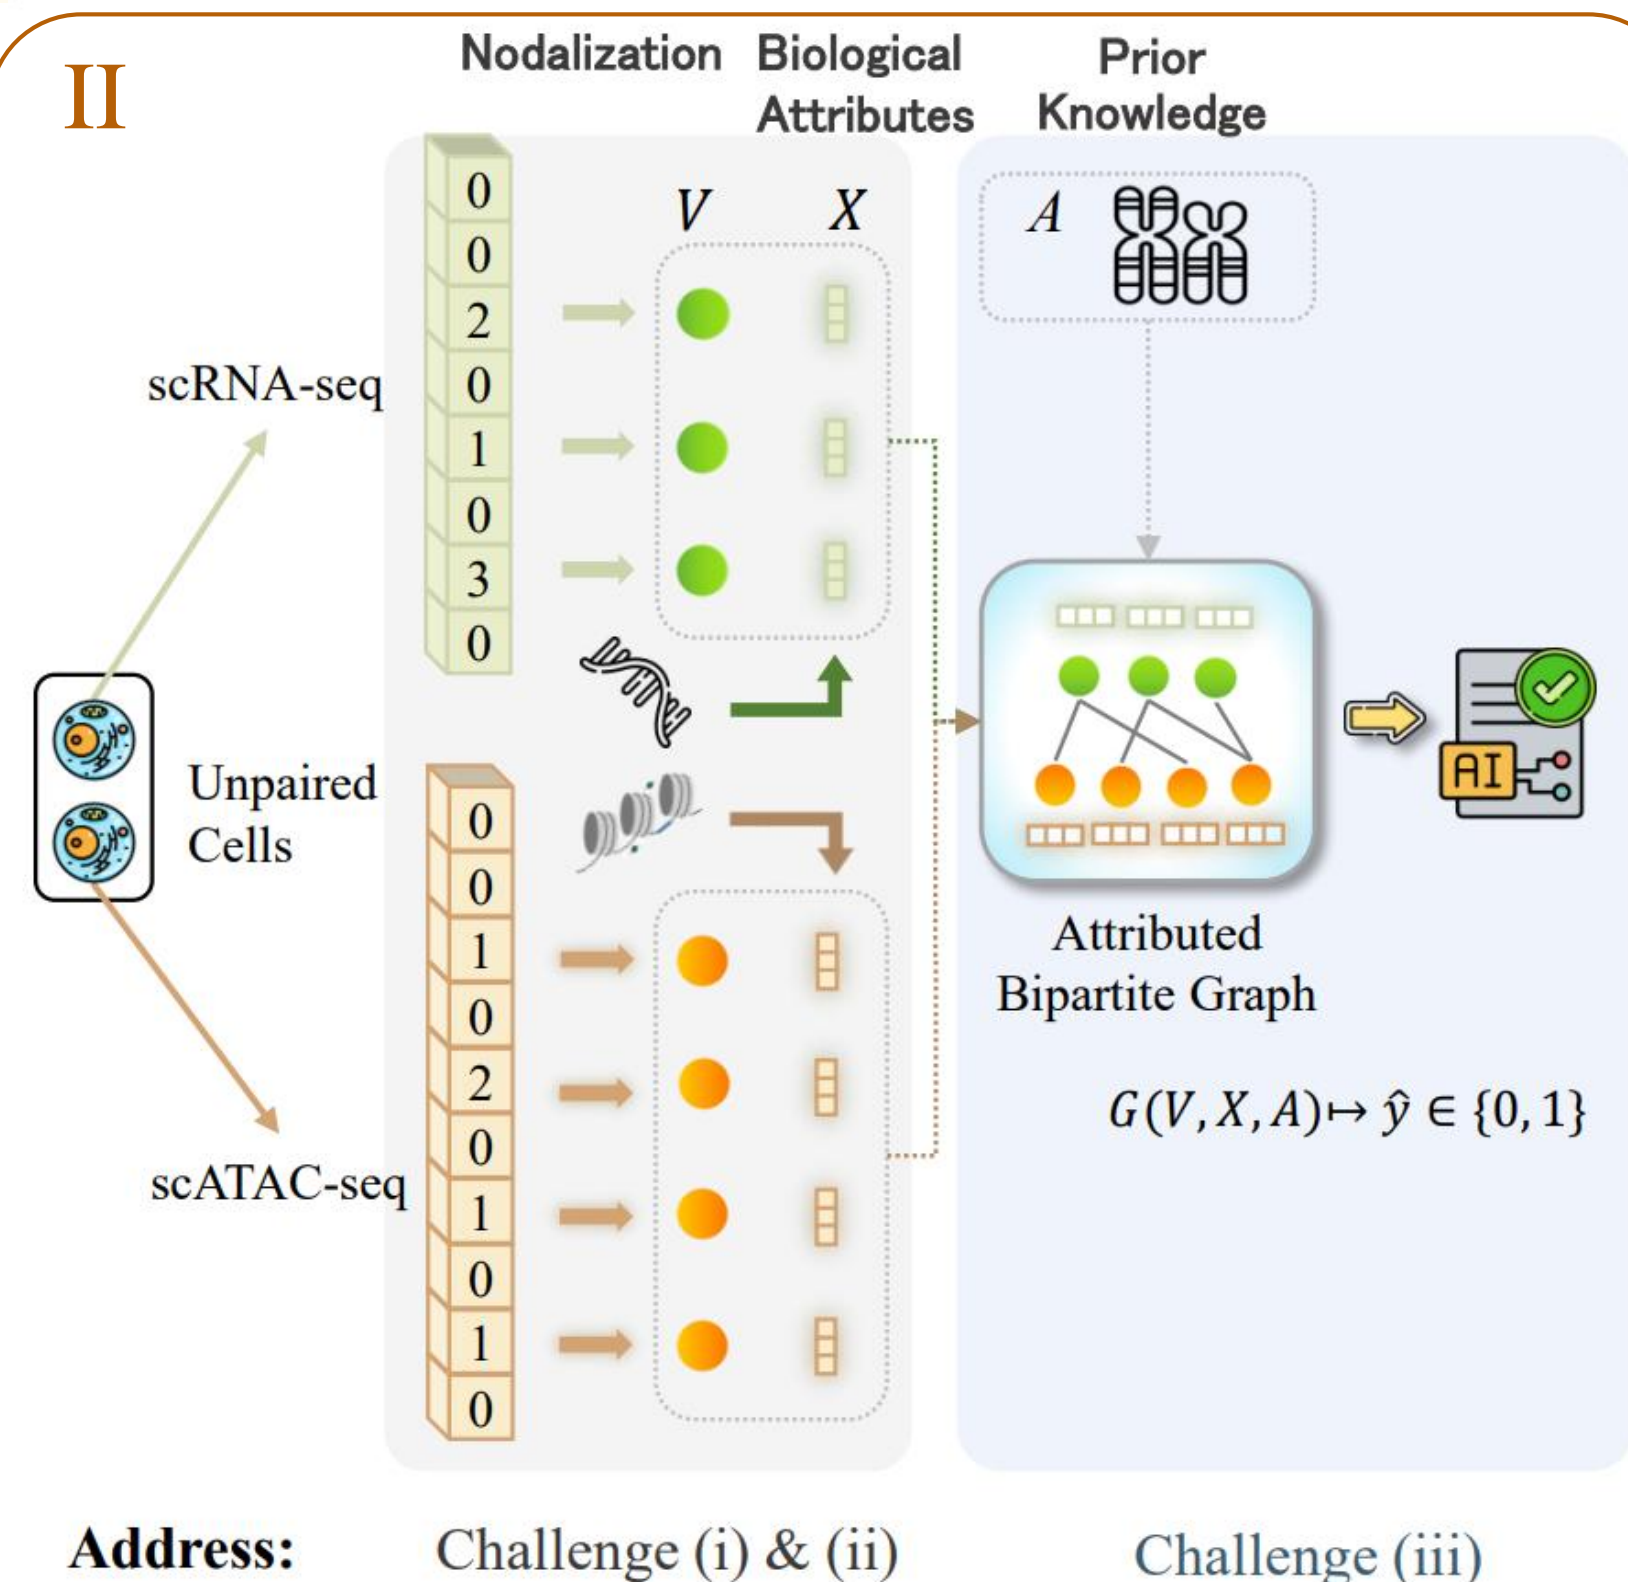 II
Nodalization
Biological
Attributes
Prior
Knowledge
V
X
A
0
0
2
0
1
0
3
0
scRNA-seq
Unpaired
Cells
scATAC-seq
0
0
1
0
2
0
1
0
1
0
AI
Attributed
Bipartite Graph
G(V, X, A) ↦ ŷ ∈ {0, 1}
Address:
Challenge (i) & (ii)
Challenge (iii)